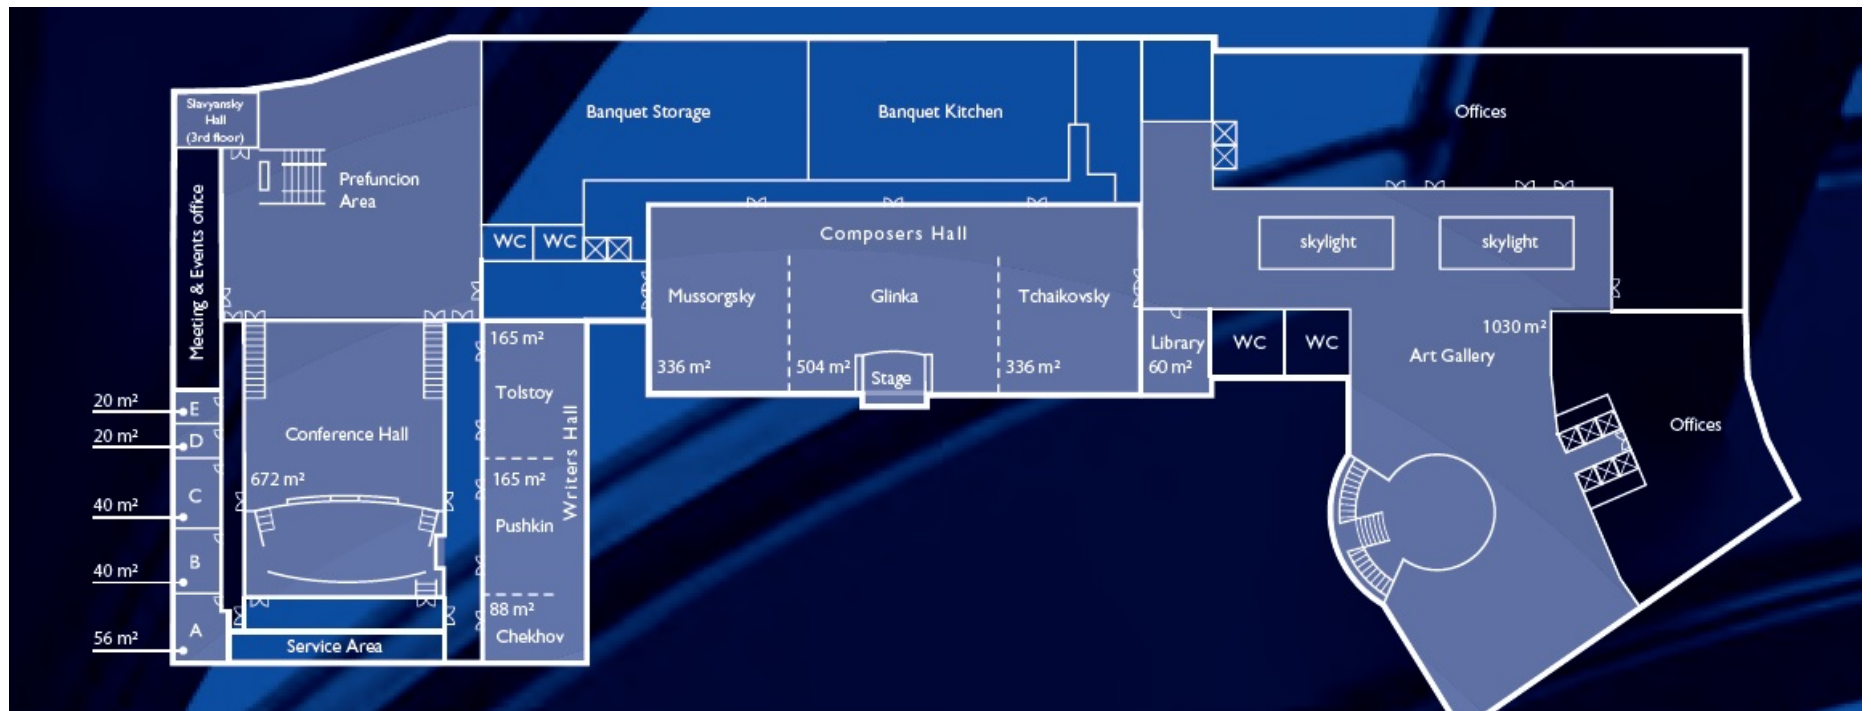 Slavyansky
Hall
(3rd floor)
Meeting & Events office
Prefuncion
Area
Banquet Storage
Banquet Kitchen
Offices
WC
WC
Composers Hall
Mussorgsky
Glinka
Tchaikovsky
336 m²
504 m²
336 m²
Stage
skylight
skylight
Library
60 m²
WC
WC
1030 m²
Art Gallery
Offices
165 m²
Tolstoy
Writers Hall
165 m²
Pushkin
88 m²
Chekhov
Conference Hall
672 m²
Service Area
20 m²
E
20 m²
D
40 m²
C
40 m²
B
56 m²
A